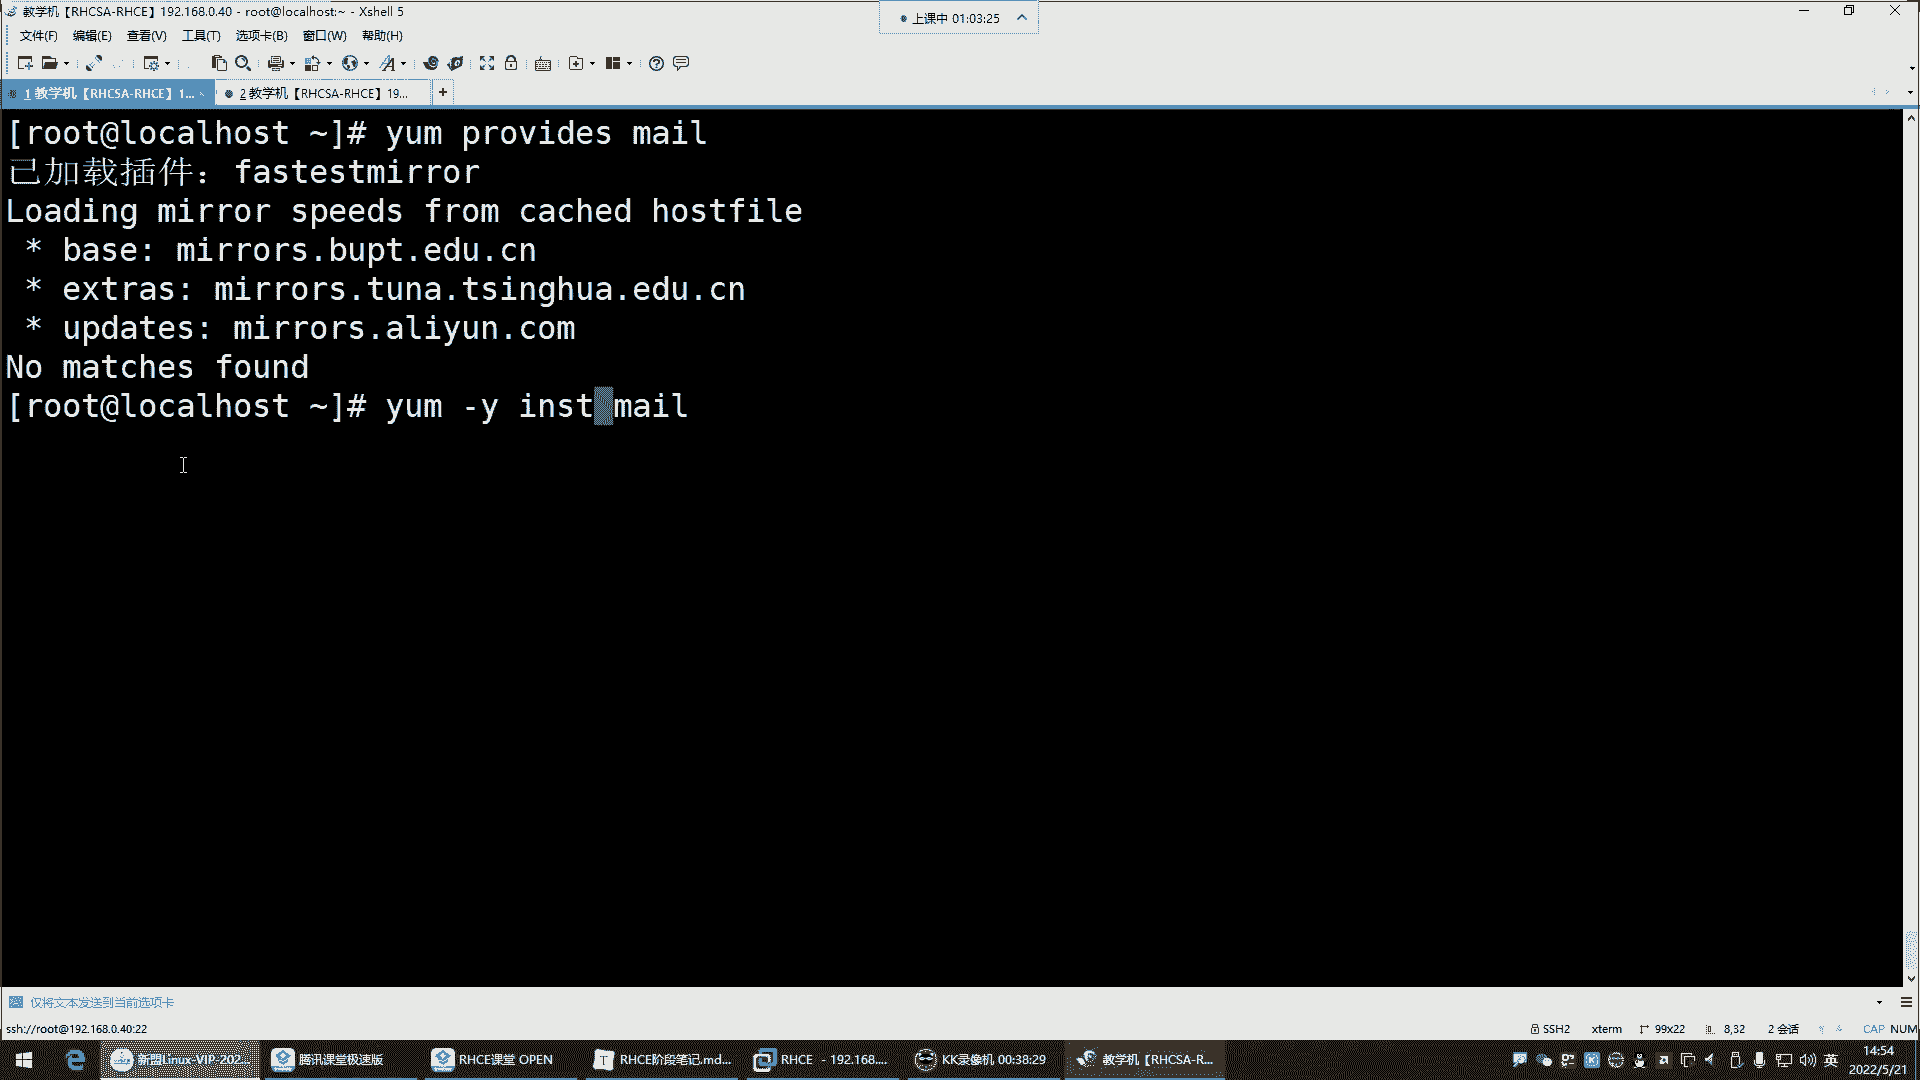 教学机【RHCSA-RHCE】192.168.0.40 - root@localhost:~ - Xshell 5
上课中 01:03:25
文件(F) 编辑(E) 查看(V) 工具(T) 选项卡(B) 窗口(W) 帮助(H)
1 教学机【RHCSA-RHCE】1... 2 教学机【RHCSA-RHCE】19... +
[root@localhost ~]# yum provides mail
已加载插件：fastestmirror
Loading mirror speeds from cached hostfile
 * base: mirrors.bupt.edu.cn
 * extras: mirrors.tuna.tsinghua.edu.cn
 * updates: mirrors.aliyun.com
No matches found
[root@localhost ~]# yum -y inst mail
仅将文本发送到当前选项卡
ssh://root@192.168.0.40:22 SSH2 xterm 99x22 8,32 2 会话 CAP NUM
新盟Linux-VIP-202... 腾讯课堂极速版 RHCE课堂 OPEN RHCE阶段笔记.md... RHCE - 192.168.... KK录像机 00:38:29 教学机【RHCSA-R... 英 14:54
2022/5/21